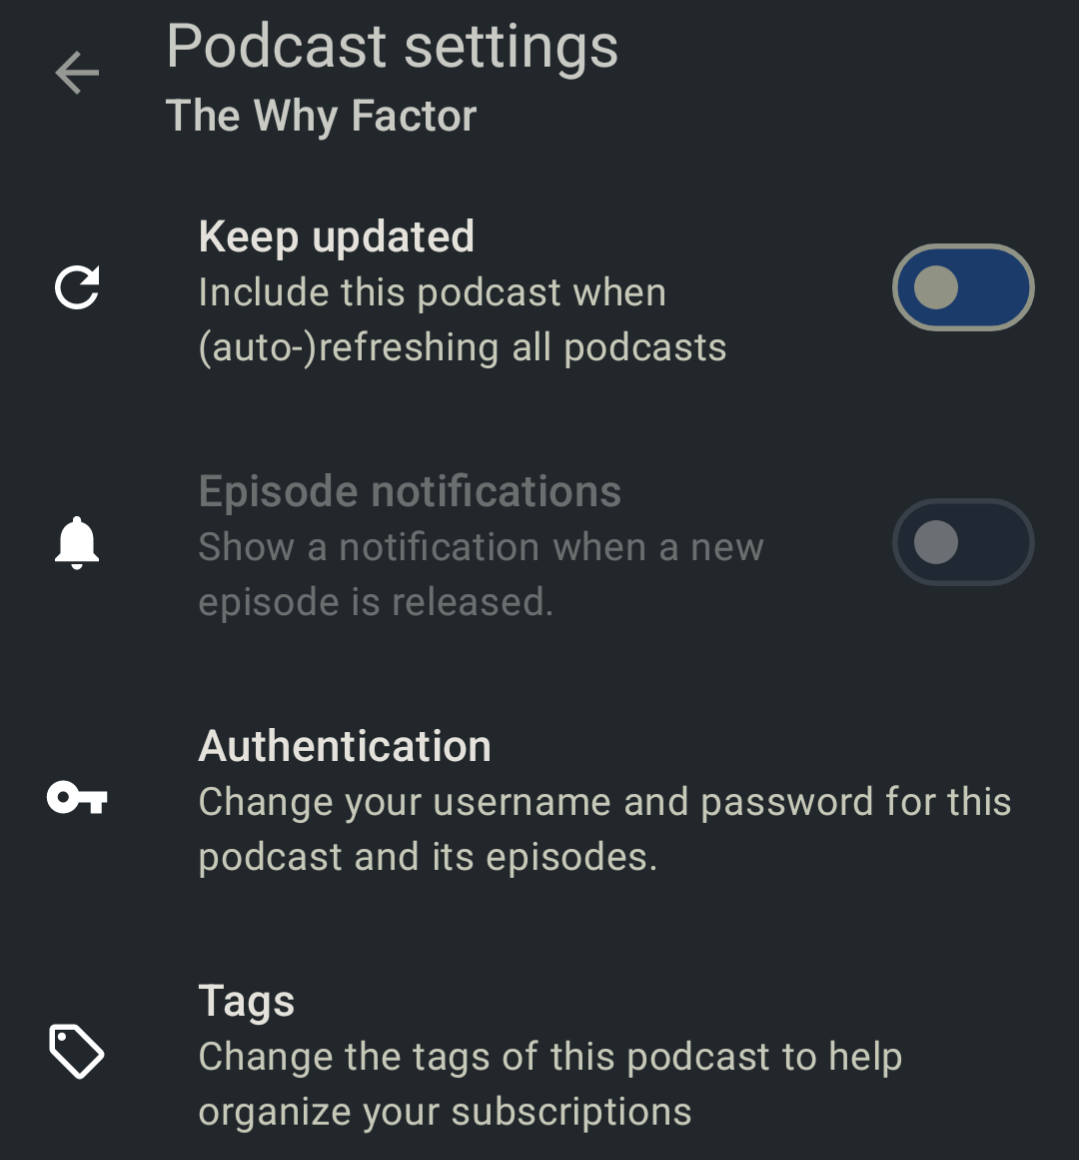 Podcast settings
The Why Factor
Keep updated
Include this podcast when
(auto-)refreshing all podcasts
Episode notifications
Show a notification when a new
episode is released.
Authentication
Change your username and password for this
podcast and its episodes.
Tags
Change the tags of this podcast to help
organize your subscriptions